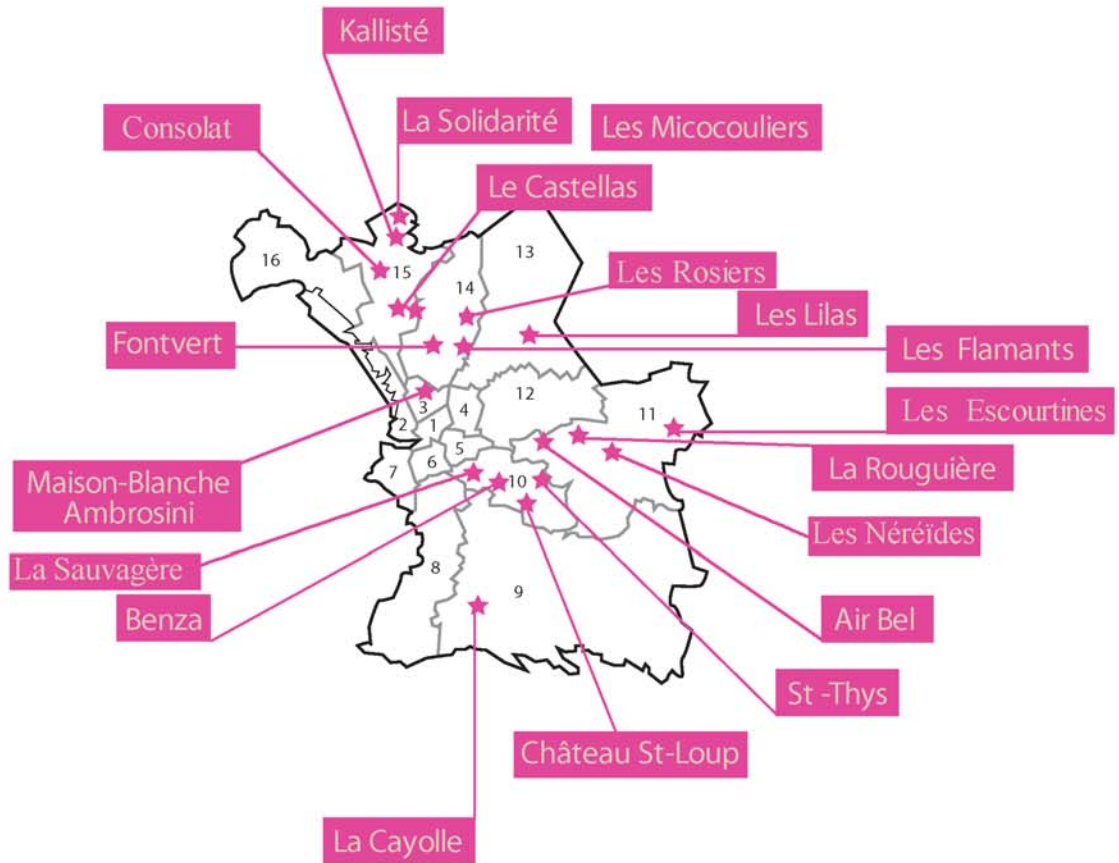 Kallisté
La Solidarité
Les Micocouliers
Consolat
Le Castellas
13
16
15
Les Rosiers
14
Les Lilas
Fontvert
Les Flamants
12
11
Les Escourtines
3
4
2
1
5
La Rouguière
6
7
Maison-Blanche
Ambrosini
10
Les Néréïdes
La Sauvagère
8
9
Benza
Air Bel
St -Thys
Château St-Loup
La Cayolle